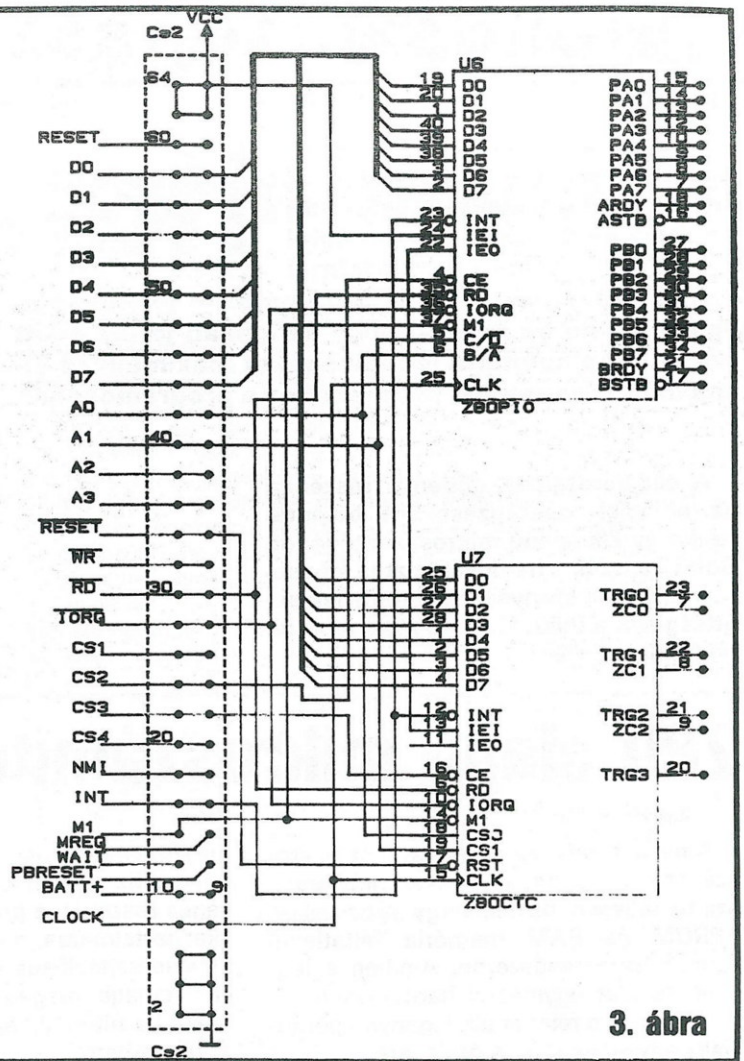 VCC
Cs2
64
RESET 60
D0
D1
D2
D3
D4 50
D5
D6
D7
A0
A1 40
A2
A3
RESET
WR
RD 30
IORQ
CS1
CS2
CS3
CS4 20
NMI
INT
M1
MREQ
WAIT
PBRESET
BATT+ 10 9
CLOCK
2
Cs2
U6
19 D0
20 D1
1 D2
40 D3
39 D4
38 D5
3 D6
2 D7
23 INT
24 IEI
22 IEO
4 CE
35 RD
36 IORQ
37 M1
5 C/D
6 B/A
25 CLK
PA0 15
PA1 14
PA2 13
PA3 12
PA4 10
PA5 9
PA6 8
PA7 7
ARDY 18
ASTB 16
PB0 27
PB1 28
PB2 29
PB3 30
PB4 31
PB5 32
PB6 33
PB7 34
BRDY 21
BSTB 17
Z80PIO
U7
25 D0
26 D1
27 D2
28 D3
1 D4
2 D5
3 D6
4 D7
12 INT
13 IEI
11 IEO
16 CE
6 RD
10 IORQ
14 M1
18 CS0
19 CS1
17 RST
15 CLK
TRG0 23
ZC0 7
TRG1 22
ZC1 8
TRG2 21
ZC2 9
TRG3 20
Z80CTC
3. ábra